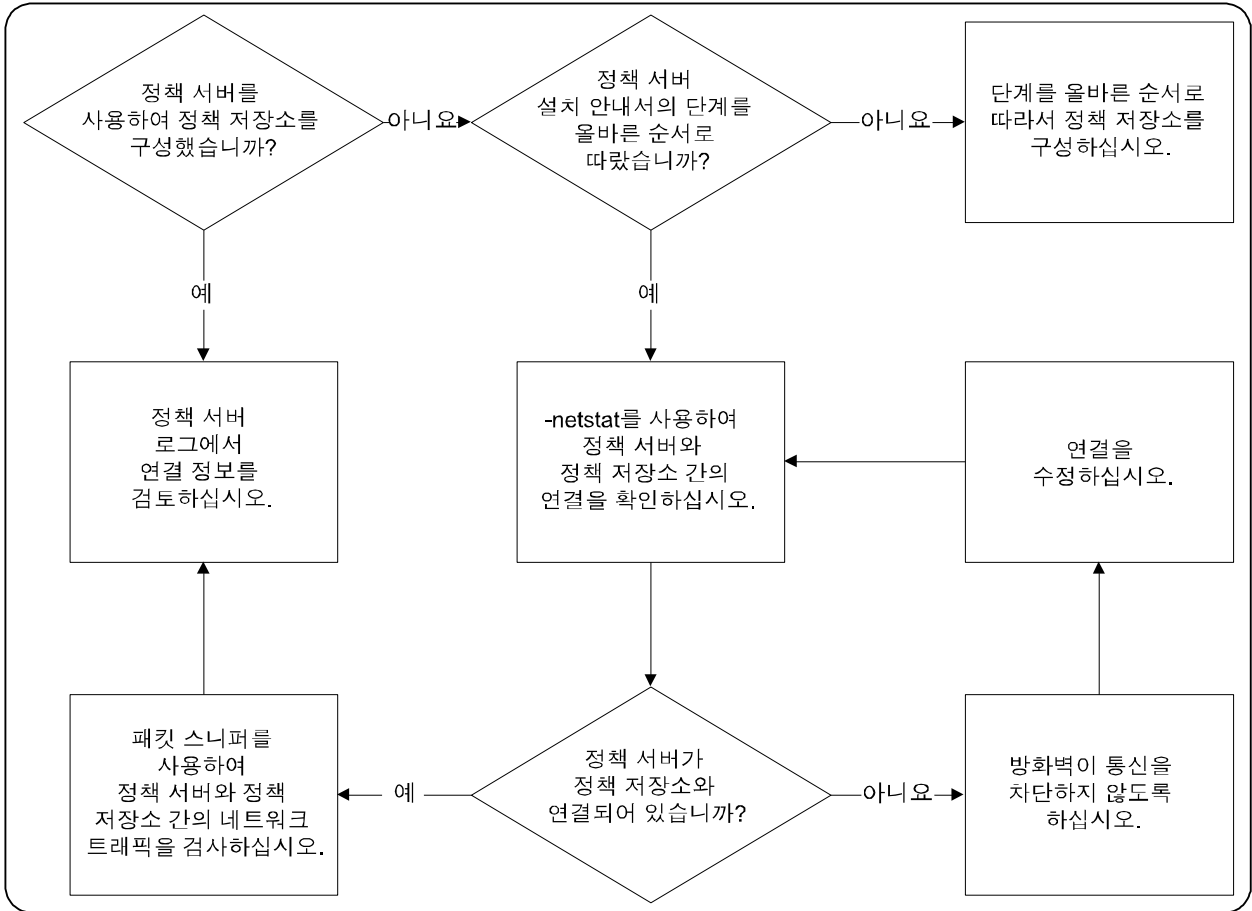 정책 서버를
사용하여 정책 저장소를
구성했습니까?
아니요
정책 서버
설치 안내서의 단계를
올바른 순서로
따랐습니까?
아니요
단계를 올바른 순서로
따라서 정책 저장소를
구성하십시오.
예
예
정책 서버
로그에서
연결 정보를
검토하십시오.
-netstat를 사용하여
정책 서버와
정책 저장소 간의
연결을 확인하십시오.
연결을
수정하십시오.
패킷 스니퍼를
사용하여
정책 서버와 정책
저장소 간의 네트워크
트래픽을 검사하십시오.
예
정책 서버가
정책 저장소와
연결되어 있습니까?
아니요
방화벽이 통신을
차단하지 않도록
하십시오.